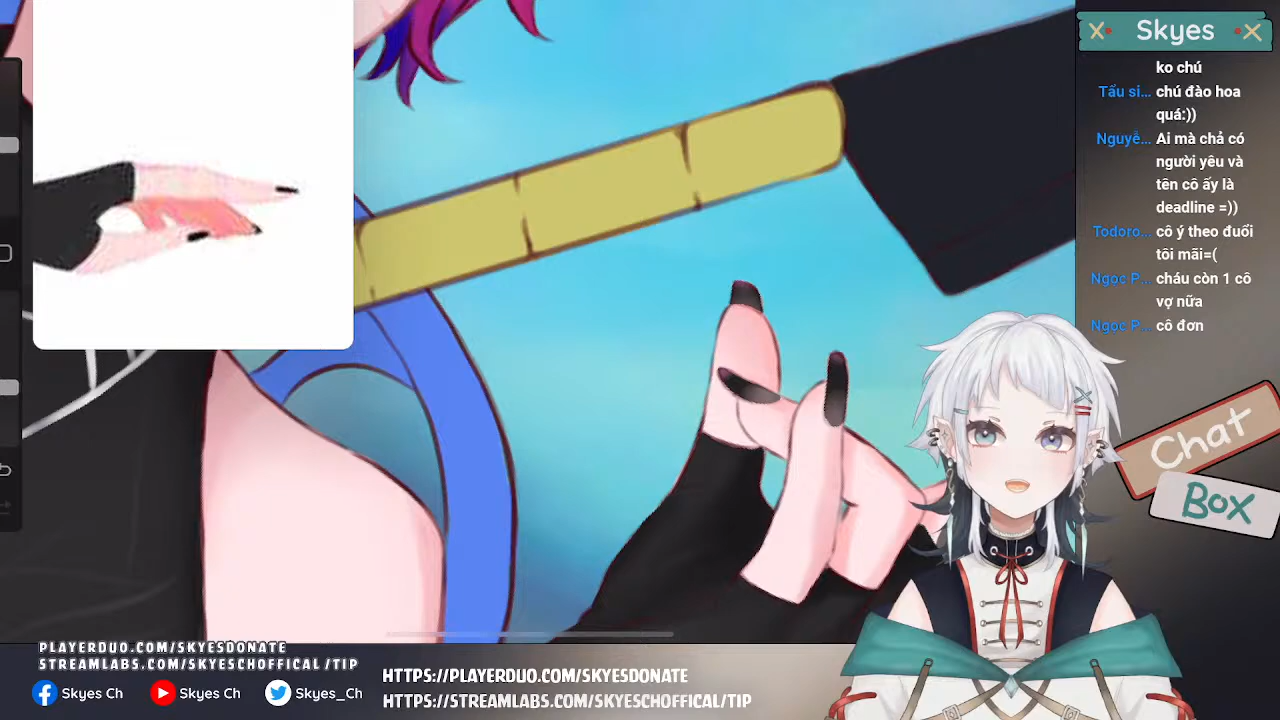 Skyes
ko chú
Tẩu si... chú đào hoa
quá:))
Nguyễ... Ai mà chả có
người yêu và
tên cô ấy là
deadline =))
Todoro... cô ý theo đuổi
tôi mãi=(
Ngọc P... cháu còn 1 cô
vợ nữa
Ngọc P... cô đơn
Chat
Box
PLAYERDUO.COM/SKYESDONATE
STREAMLABS.COM/SKYESCHOFFICAL/TIP
Skyes Ch
Skyes Ch
Skyes_Ch
HTTPS://PLAYERDUO.COM/SKYESDONATE
HTTPS://STREAMLABS.COM/SKYESCHOFFICAL/TIP